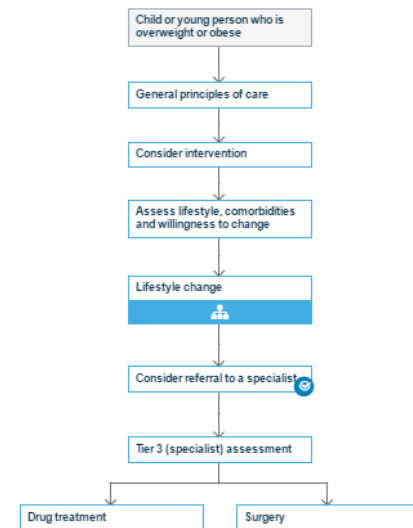 Child or young person who is
overweight or obese
General principles of care
Consider intervention
Assess lifestyle, comorbidities
and willingness to change
Lifestyle change
Consider referral to a specialist
Tier 3 (specialist) assessment
Drug treatment
Surgery